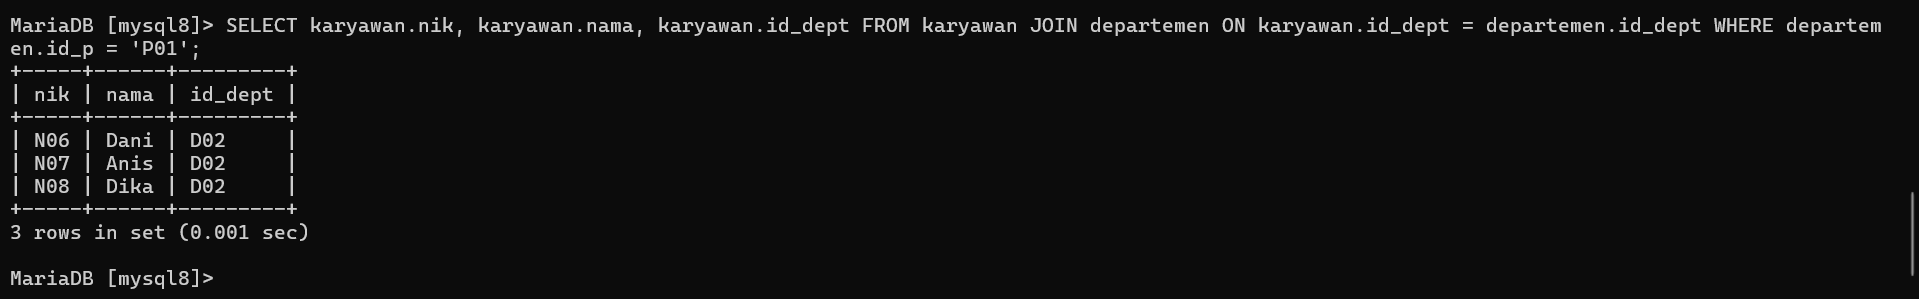 MariaDB [mysql8]> SELECT karyawan.nik, karyawan.nama, karyawan.id_dept FROM karyawan JOIN departemen ON karyawan.id_dept = departemen.id_dept WHERE departem
en.id_p = 'P01';
+-----+------+---------+
| nik | nama | id_dept |
+-----+------+---------+
| N06 | Dani | D02     |
| N07 | Anis | D02     |
| N08 | Dika | D02     |
+-----+------+---------+
3 rows in set (0.001 sec)
MariaDB [mysql8]>